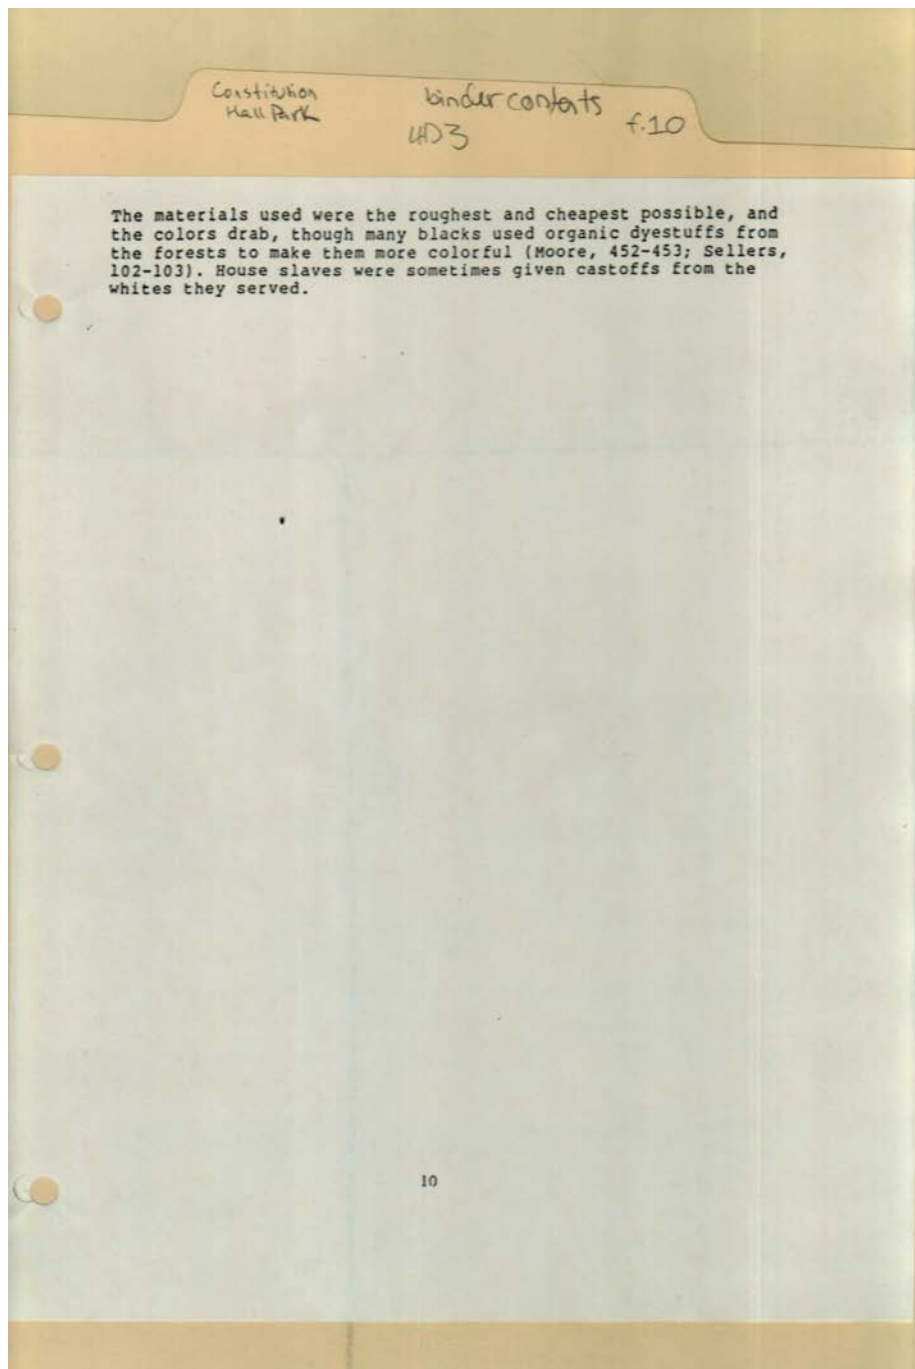 Constitution
Hall Park
binder contents
4D3
f.10
The materials used were the roughest and cheapest possible, and
the colors drab, though many blacks used organic dyestuffs from
the forests to make them more colorful (Moore, 452-453; Sellers,
102-103). House slaves were sometimes given castoffs from the
whites they served.
10